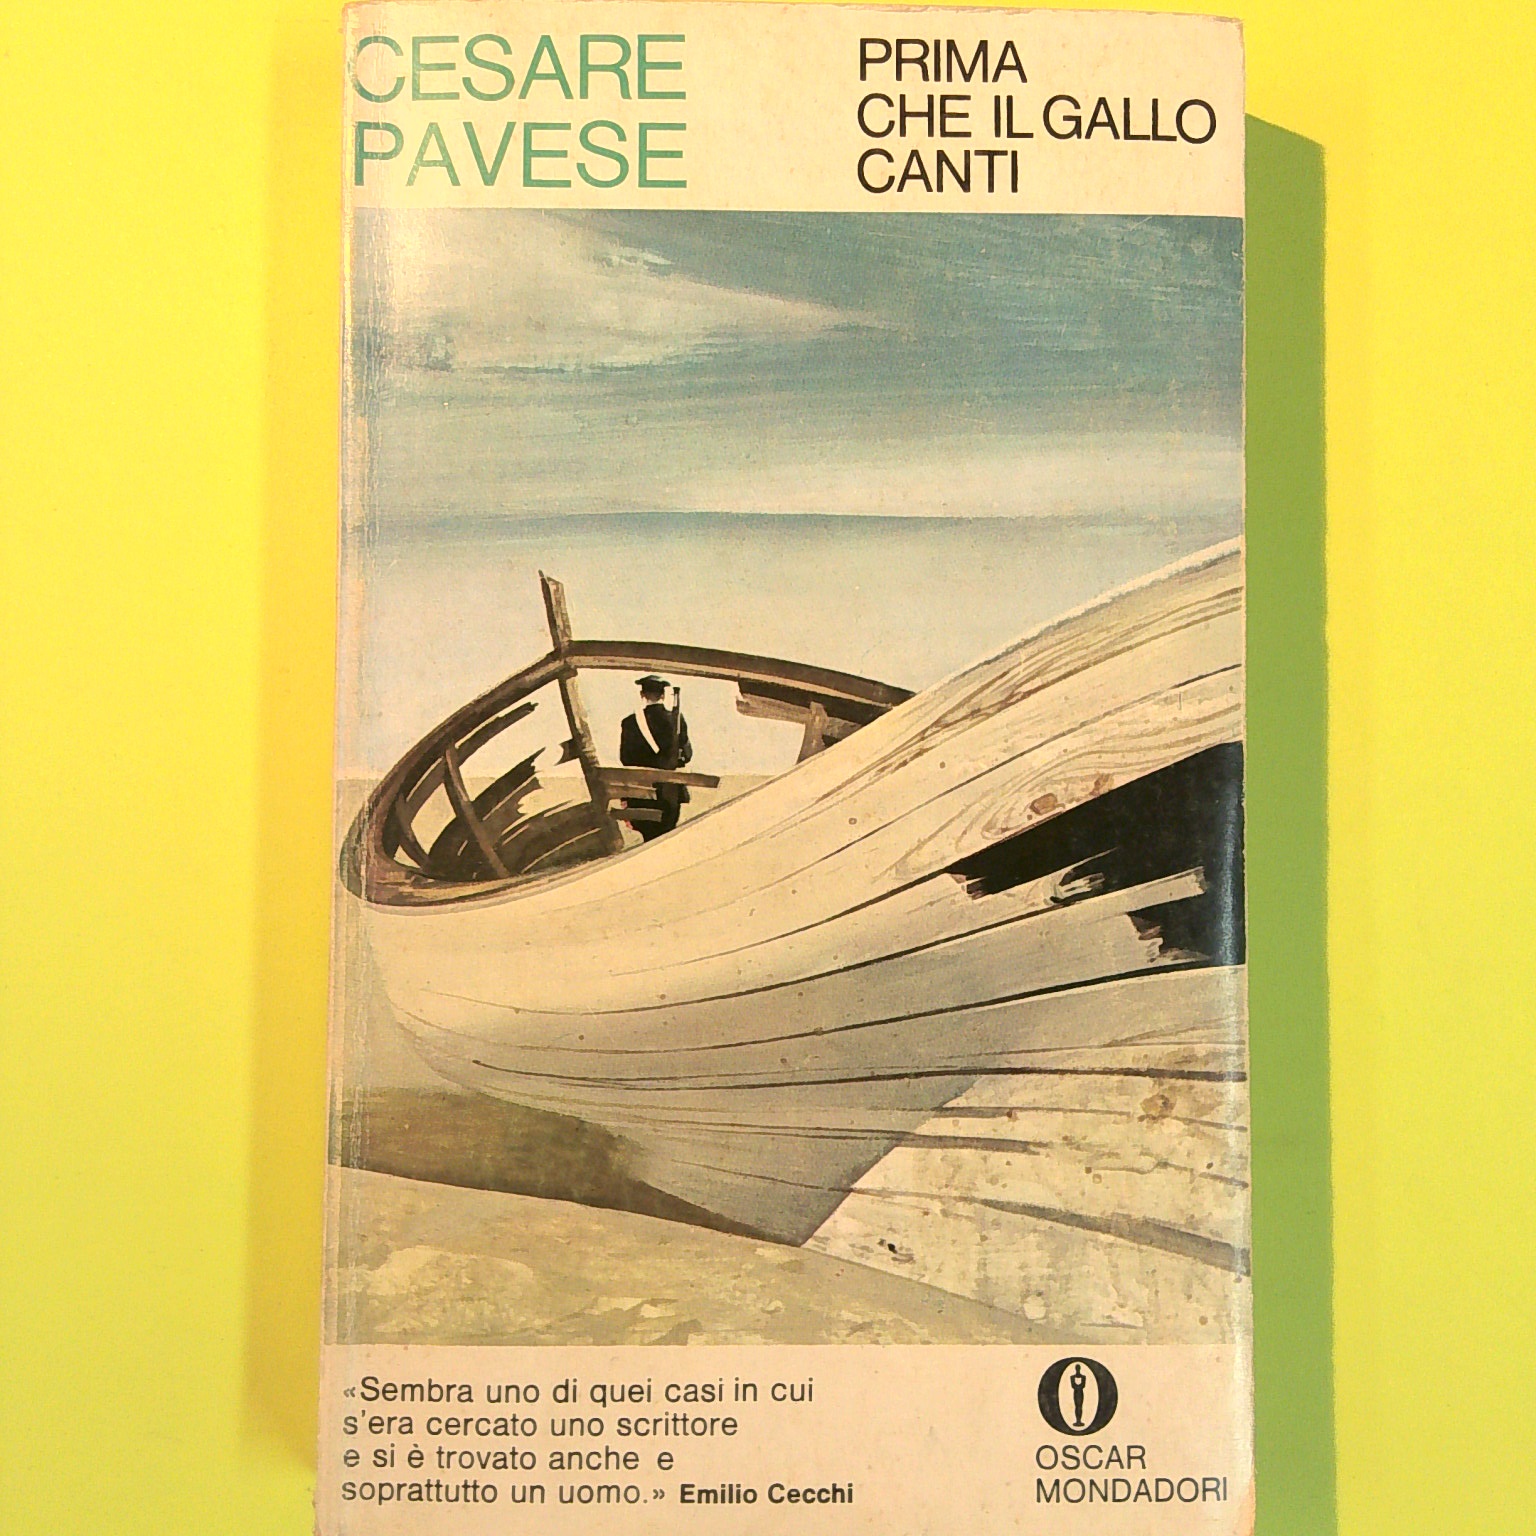 CESARE
PAVESE
PRIMA
CHE IL GALLO
CANTI
«Sembra uno di quei casi in cui
s'era cercato uno scrittore
e si è trovato anche e
soprattutto un uomo.» Emilio Cecchi
OSCAR
MONDADORI